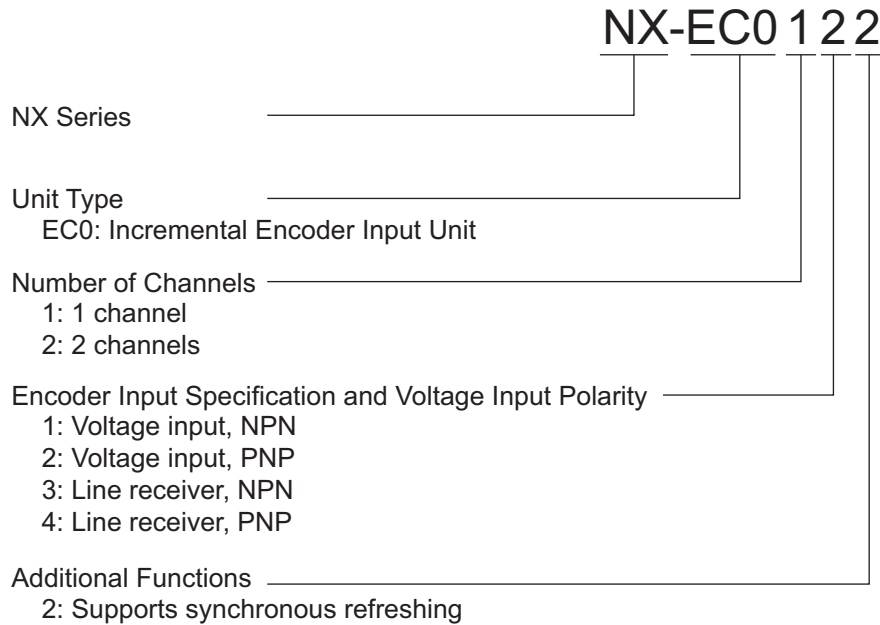 NX-EC0122
NX Series
Unit Type
EC0: Incremental Encoder Input Unit
Number of Channels
1: 1 channel
2: 2 channels
Encoder Input Specification and Voltage Input Polarity
1: Voltage input, NPN
2: Voltage input, PNP
3: Line receiver, NPN
4: Line receiver, PNP
Additional Functions
2: Supports synchronous refreshing